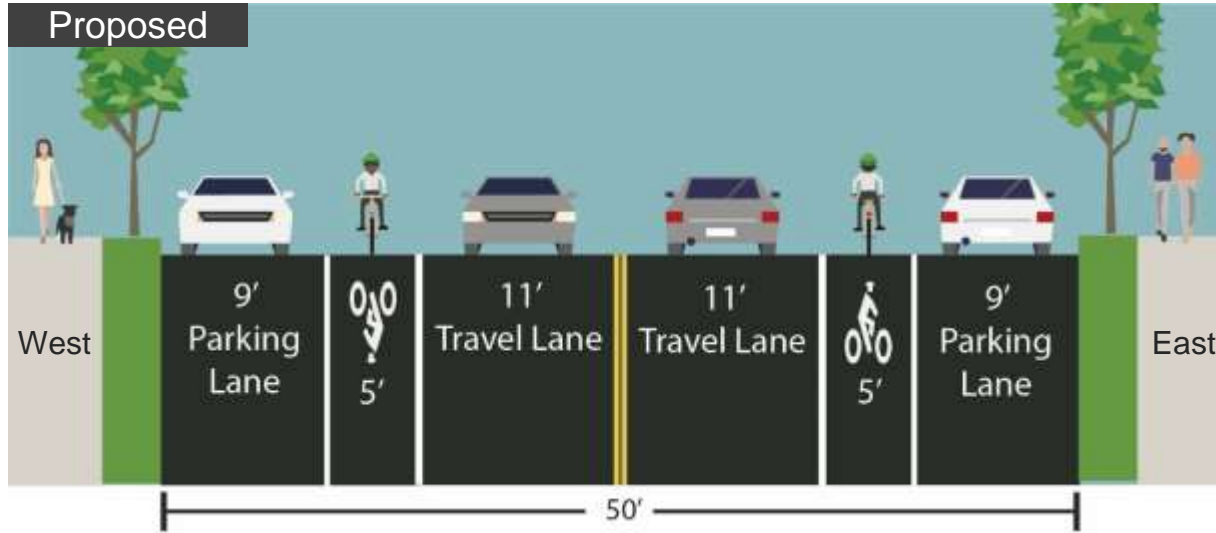 Proposed
West
9′
Parking
Lane
5′
11′
Travel Lane
11′
Travel Lane
5′
9′
Parking
Lane
East
50′